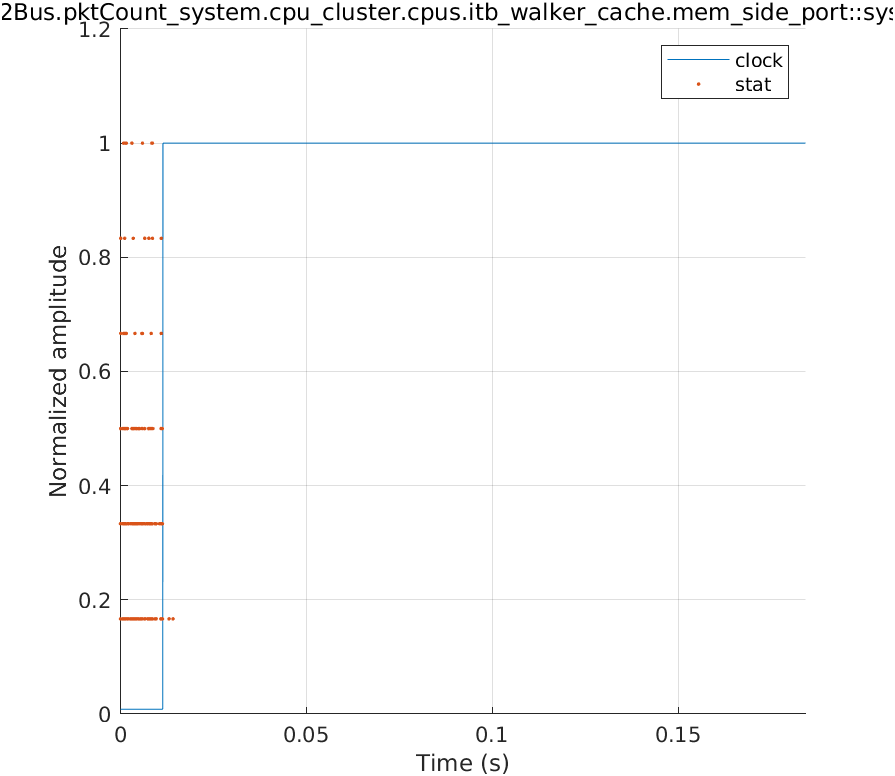 2Bus.pktCount_system.cpu_cluster.cpus.itb_walker_cache.mem_side_port::sys
1.2
1
0.8
0.6
0.4
0.2
0
Normalized amplitude
clock
stat
0 0.05 0.1 0.15
Time (s)